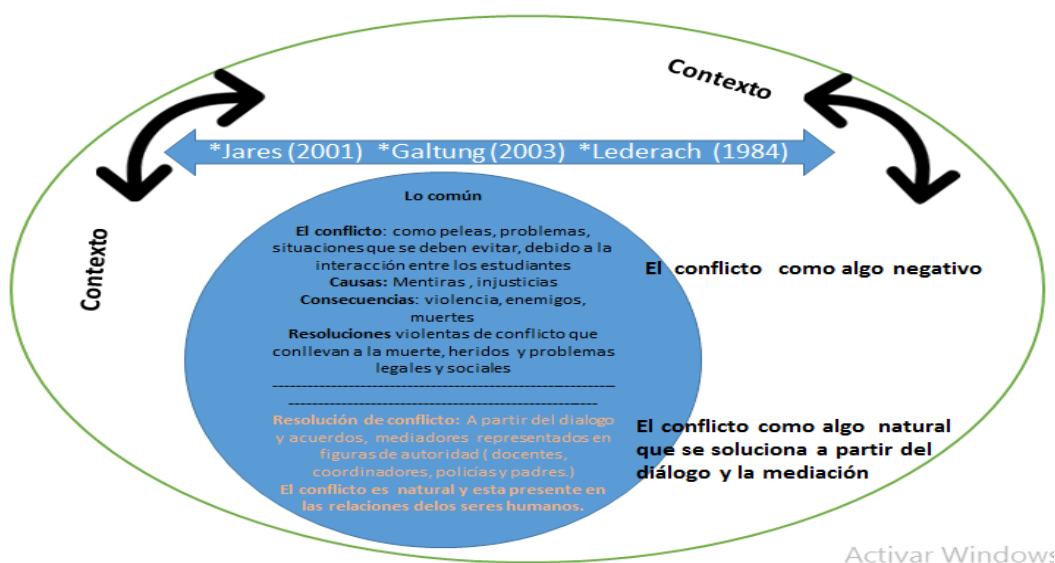 Contexto
*Jares (2001) *Galtung (2003) *Lederach (1984)
Contexto
Lo común
El conflicto: como peleas, problemas,
situaciones que se deben evitar, debido a la
interacción entre los estudiantes
Causas: Mentiras , injusticias
Consecuencias: violencia, enemigos,
muertes
Resoluciones violentas de conflicto que
conllevan a la muerte, heridos y problemas
legales y sociales
Resolución de conflicto: A partir del dialogo
y acuerdos, mediadores representados en
figuras de autoridad ( docentes,
coordinadores, policías y padres.)
El conflicto es natural y esta presente en
las relaciones delos seres humanos.
El conflicto como algo negativo
El conflicto como algo natural
que se soluciona a partir del
diálogo y la mediación
Activar Windows